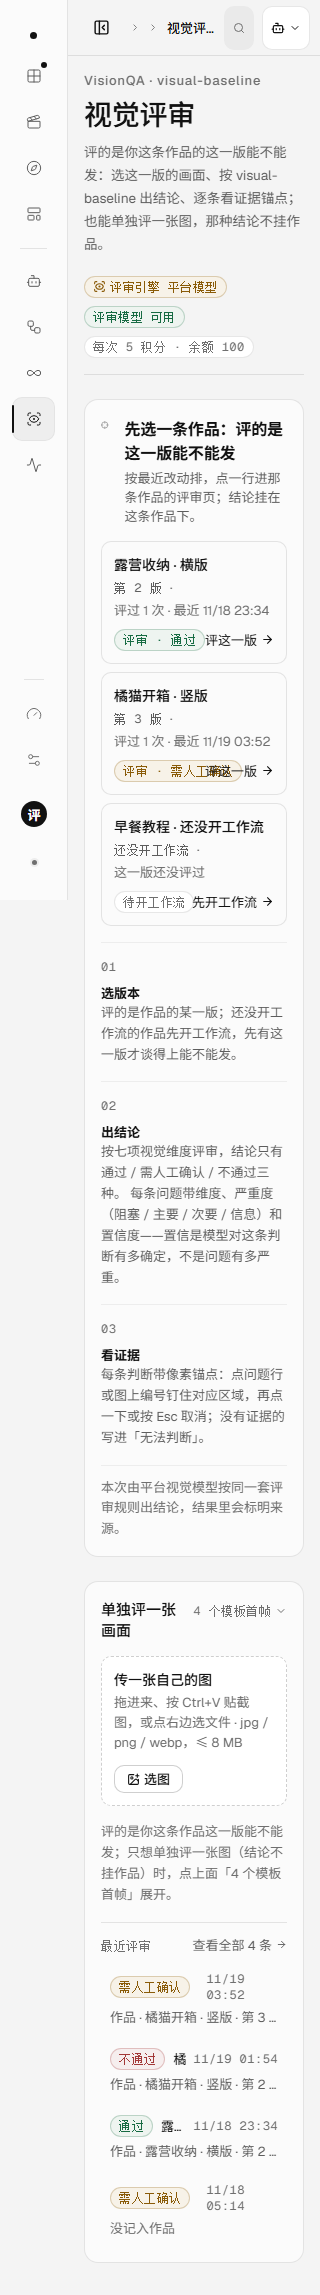 视觉评…
VisionQA · visual-baseline
视觉评审
评的是你这条作品的这一版能不能
发：选这一版的画面、按 visual-
baseline 出结论、逐条看证据锚点；
也能单独评一张图，那种结论不挂作
品。
评审引擎 平台模型
评审模型 可用
每次 5 积分 · 余额 100
先选一条作品：评的是
这一版能不能发
按最近改动排，点一行进那
条作品的评审页；结论挂在
这条作品下。
露营收纳 · 横版
第 2 版 ·
评过 1 次 · 最近 11/18 23:34
评审 · 通过 评这一版 →
橘猫开箱 · 竖版
第 3 版 ·
评过 1 次 · 最近 11/19 03:52
评审 · 需人工确认 评这一版 →
早餐教程 · 还没开工作流
还没开工作流 ·
这一版还没评过
待开工作流 先开工作流 →
01
选版本
评的是作品的某一版；还没开工
作流的作品先开工作流，先有这
一版才谈得上能不能发。
02
出结论
按七项视觉维度评审，结论只有
通过 / 需人工确认 / 不通过三
种。 每条问题带维度、严重度
（阻塞 / 主要 / 次要 / 信息）和
置信度——置信是模型对这条判
断有多确定，不是问题有多严
重。
03
看证据
每条判断带像素锚点：点问题行
或图上编号钉住对应区域，再点
一下或按 Esc 取消；没有证据的
写进「无法判断」。
本次由平台视觉模型按同一套评
审规则出结论，结果里会标明来
源。
单独评一张
画面
4 个模板首帧
传一张自己的图
拖进来、按 Ctrl+V 贴截
图，或点右边选文件 · jpg /
png / webp，≤ 8 MB
选图
评的是你这条作品这一版能不能
发；只想单独评一张图（结论不
挂作品）时，点上面「4 个模板
首帧」展开。
最近评审 查看全部 4 条 →
需人工确认 11/19 03:52
作品 · 橘猫开箱 · 竖版 · 第 3 …
不通过 橘 11/19 01:54
作品 · 橘猫开箱 · 竖版 · 第 2 …
通过 露… 11/18 23:34
作品 · 露营收纳 · 横版 · 第 2 …
需人工确认 11/18 05:14
没记入作品
评